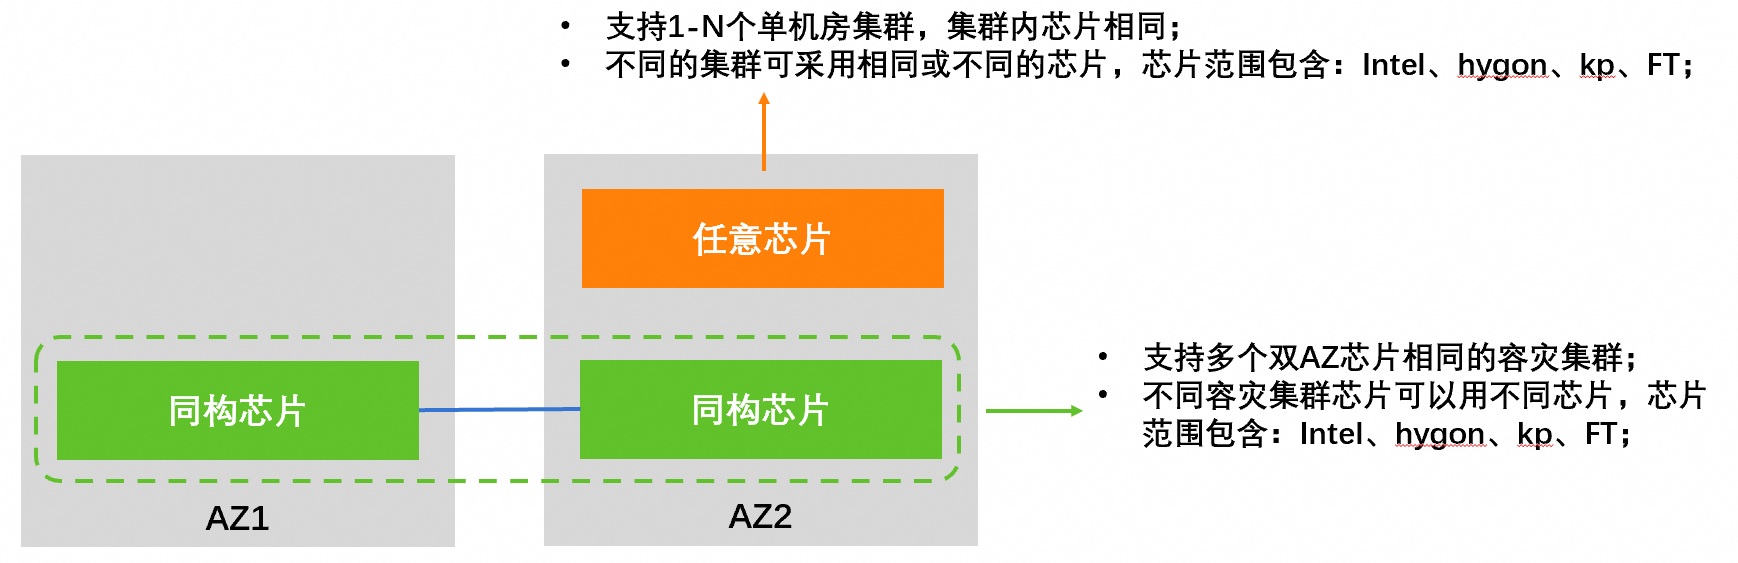 • 支持1-N个单机房集群，集群内芯片相同；
• 不同的集群可采用相同或不同的芯片，芯片范围包含：Intel、hygon、kp、FT；
任意芯片
同构芯片
同构芯片
• 支持多个双AZ芯片相同的容灾集群；
• 不同容灾集群芯片可以用不同芯片，芯片
范围包含：Intel、hygon、kp、FT；
AZ1
AZ2